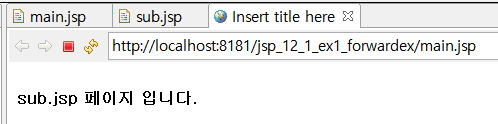 main.jsp sub.jsp Insert title here
http://localhost:8181/jsp_12_1_ex1_forwardex/main.jsp
sub.jsp 페이지 입니다.